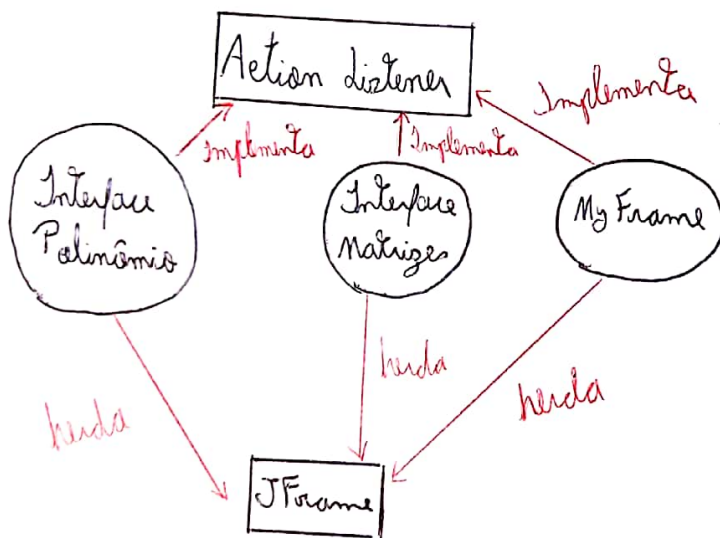 Action Listener
Implementa
Implementa
Implementa
Interface
Polinômio
Interface
Matrizes
My Frame
herda
herda
herda
JFrame